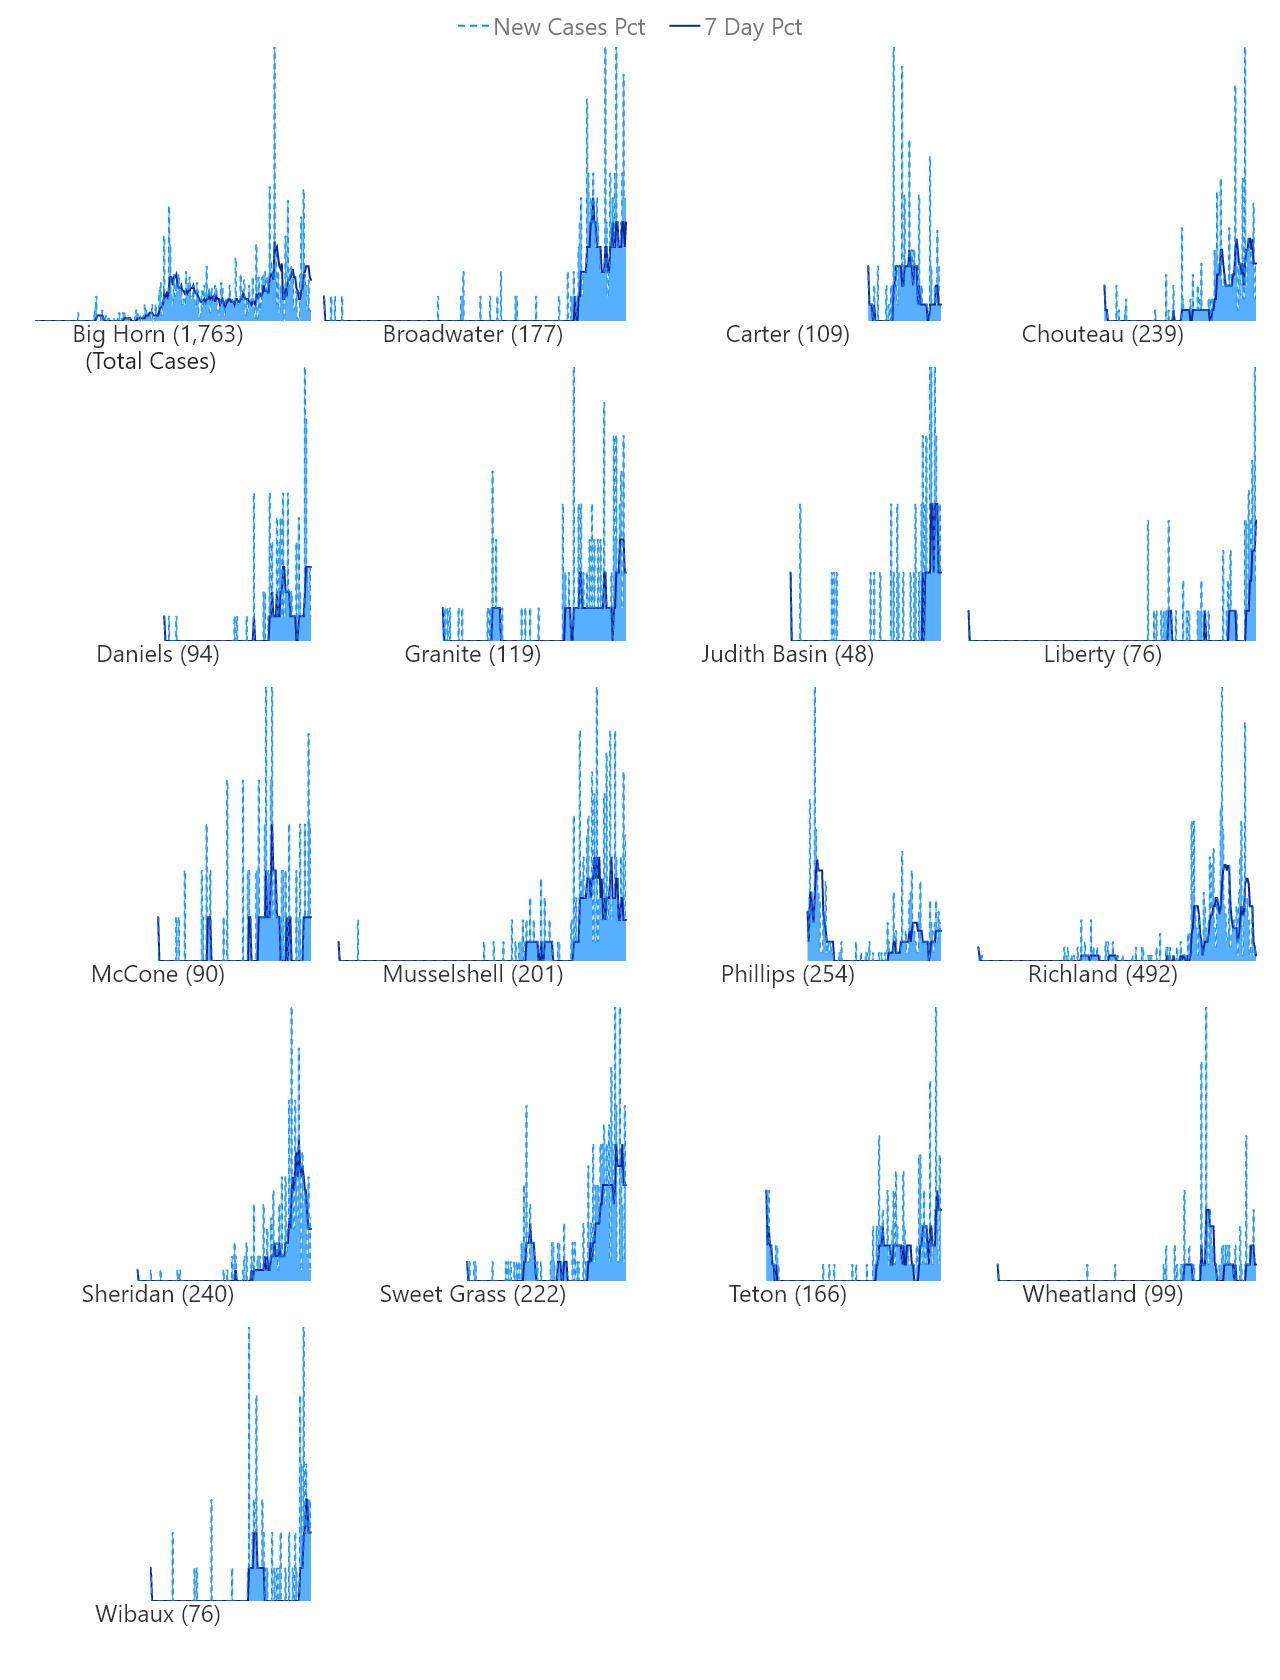 New Cases Pct 7 Day Pct
Big Horn (1,763) Broadwater (177) Carter (109) Chouteau (239)
(Total Cases)
Daniels (94) Granite (119) Judith Basin (48) Liberty (76)
McCone (90) Musselshell (201) Phillips (254) Richland (492)
Sheridan (240) Sweet Grass (222) Teton (166) Wheatland (99)
Wibaux (76)